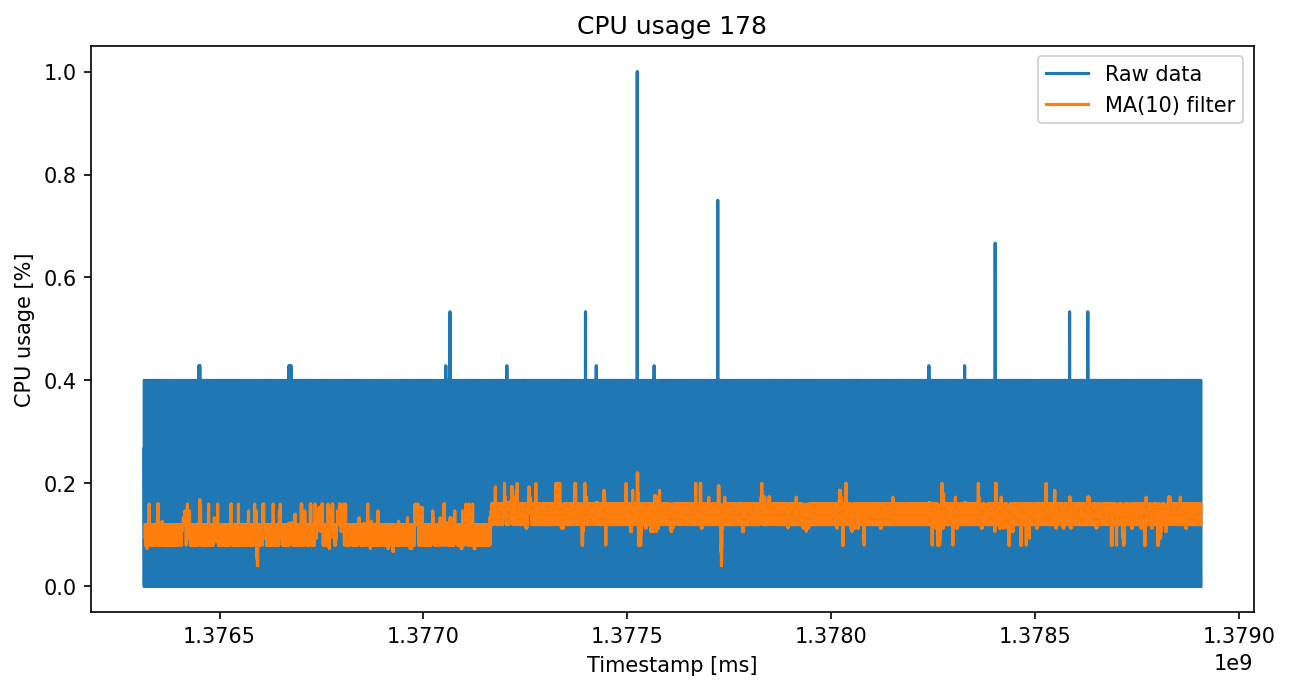 CPU usage 178
Raw data
MA(10) filter
1.0
0.8
0.6
0.4
0.2
0.0
CPU usage [%]
1.3765 1.3770 1.3775 1.3780 1.3785 1.3790
1e9
Timestamp [ms]